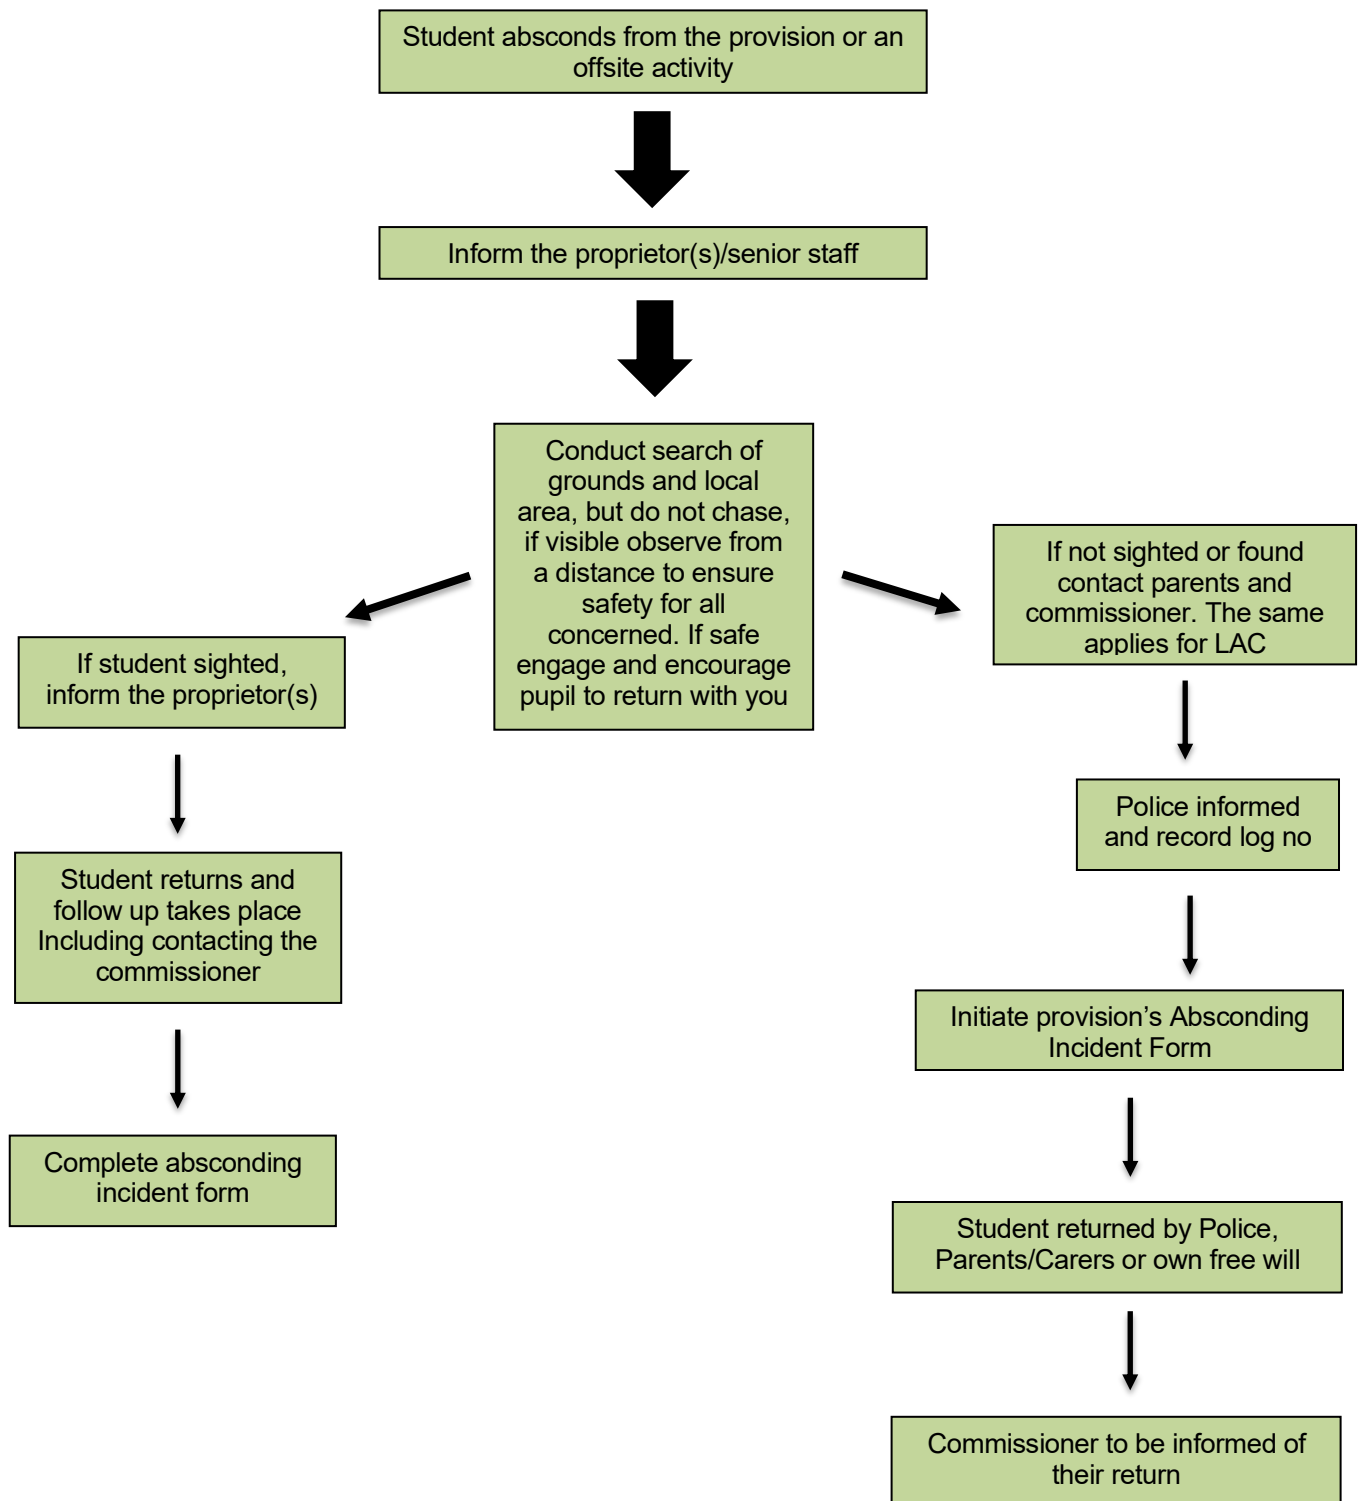 Student absconds from the provision or an
offsite activity
Inform the proprietor(s)/senior staff
Conduct search of
grounds and local
area, but do not chase,
if visible observe from
a distance to ensure
safety for all
concerned. If safe
engage and encourage
pupil to return with you
If student sighted,
inform the proprietor(s)
Student returns and
follow up takes place
Including contacting the
commissioner
Complete absconding
incident form
If not sighted or found
contact parents and
commissioner. The same
applies for LAC
Police informed
and record log no
Initiate provision’s Absconding
Incident Form
Student returned by Police,
Parents/Carers or own free will
Commissioner to be informed of
their return